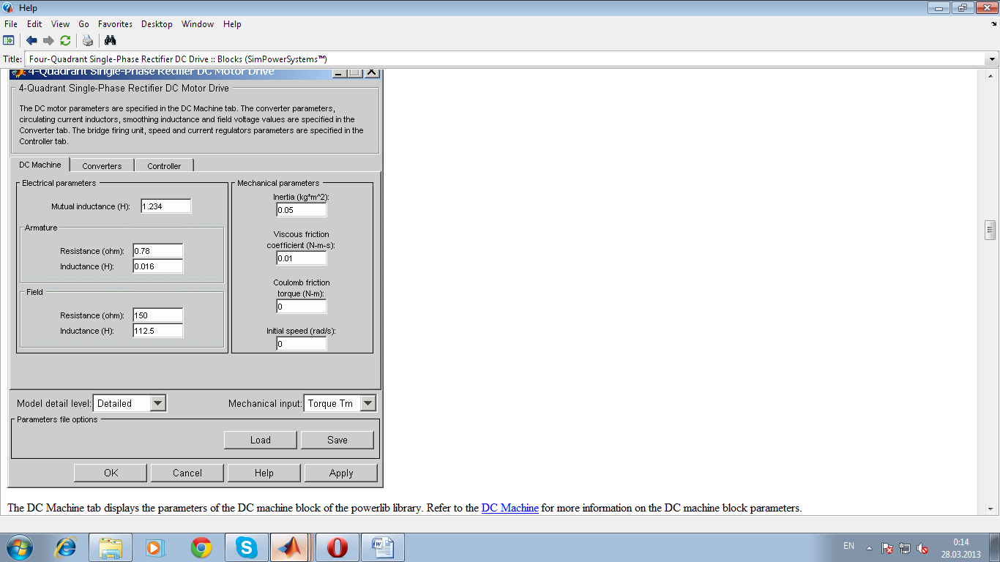 Help
File Edit View Go Favorites Desktop Window Help
Title: Four-Quadrant Single-Phase Rectifier DC Drive :: Blocks (SimPowerSystems™)
4-Quadrant Single-Phase Recifier DC Motor Drive
4-Quadrant Single-Phase Rectifier DC Motor Drive
The DC motor parameters are specified in the DC Machine tab. The converter parameters,
circulating current inductors, smoothing inductance and field voltage values are specified in the
Converter tab. The bridge firing unit, speed and current regulators parameters are specified in the
Controller tab.
DC Machine Converters Controller
Electrical parameters
Mutual inductance (H): 1.234
Armature
Resistance (ohm): 0.78
Inductance (H): 0.016
Field
Resistance (ohm): 150
Inductance (H): 112.5
Mechanical parameters
Inertia (kg*m^2):
0.05
Viscous friction
coefficient (N-m-s):
0.01
Coulomb friction
torque (N-m):
0
Initial speed (rad/s):
0
Model detail level: Detailed Mechanical input: Torque Tm
Parameters file options
Load Save
OK Cancel Help Apply
The DC Machine tab displays the parameters of the DC machine block of the powerlib library. Refer to the DC Machine for more information on the DC machine block parameters.
EN 0:14
28.03.2013